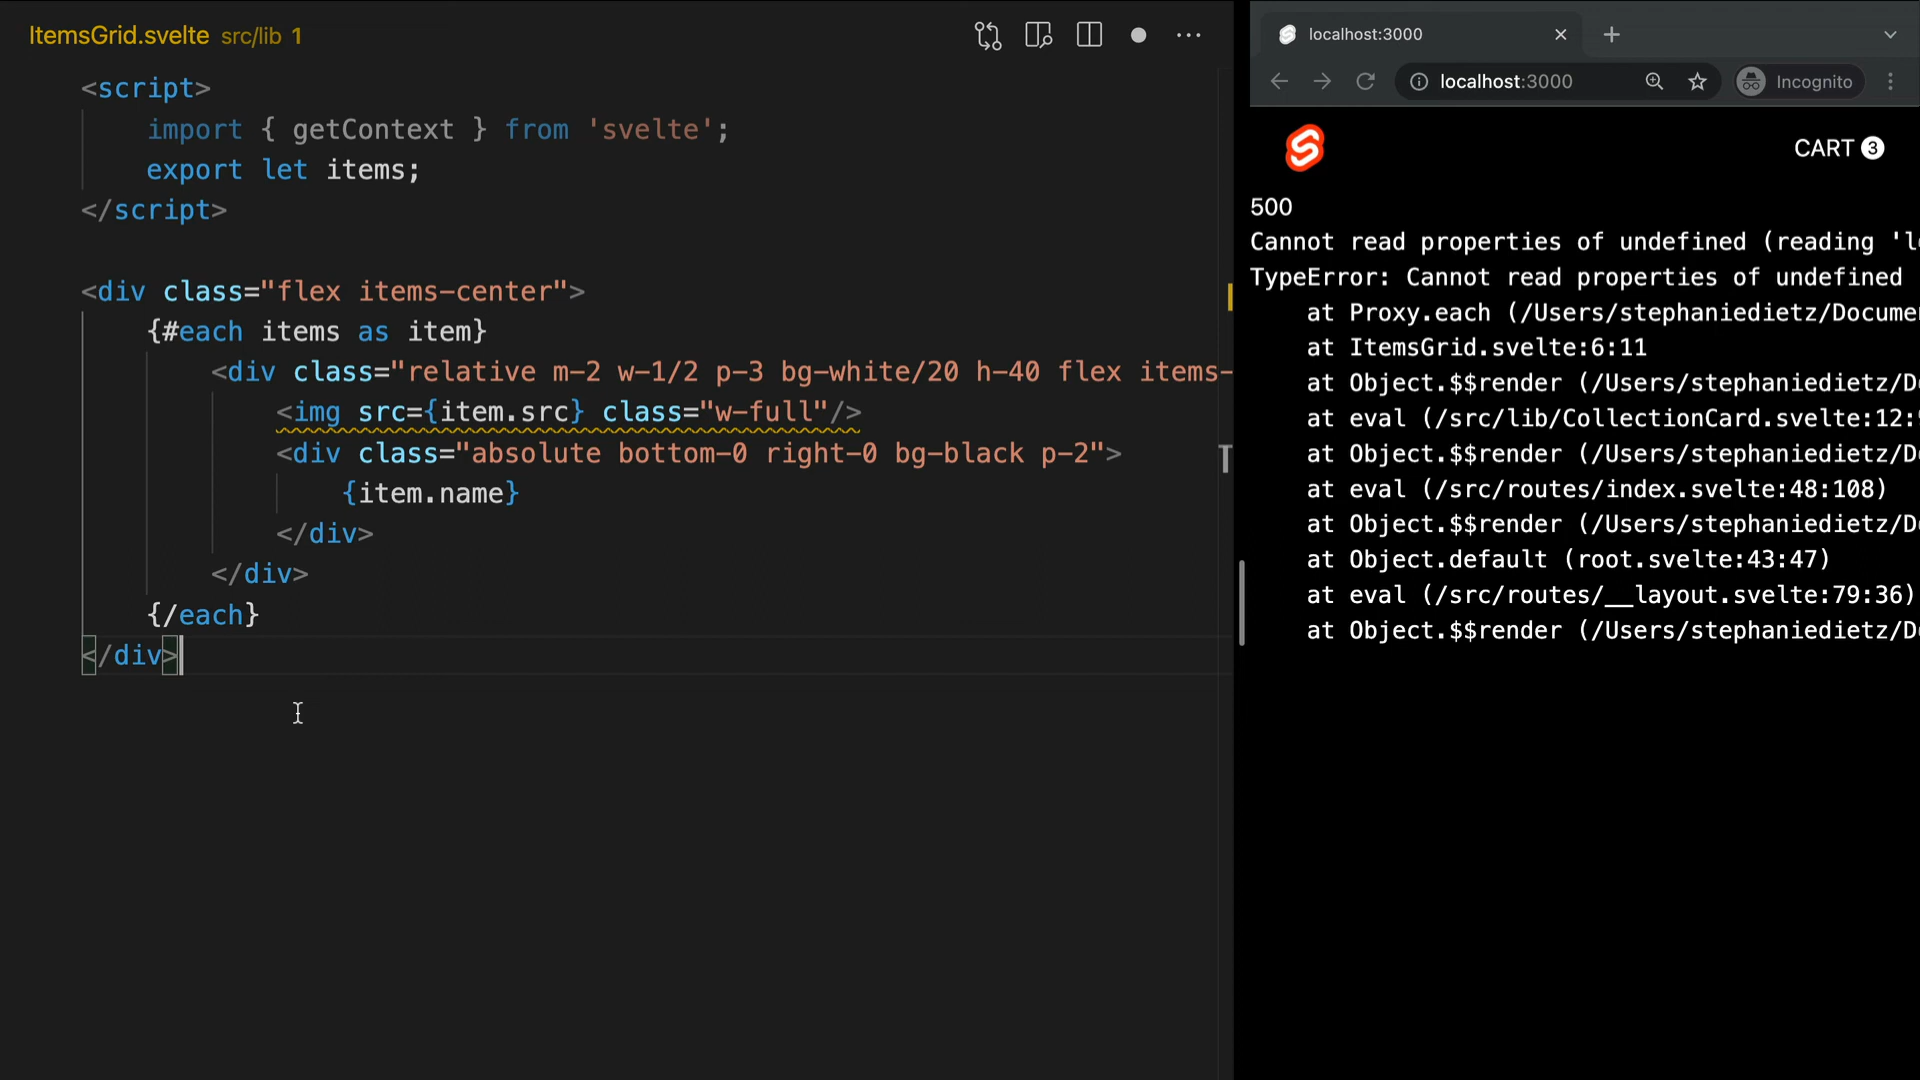 ItemsGrid.svelte src/lib 1
<script>
import { getContext } from 'svelte';
export let items;
</script>
<div class="flex items-center">
{#each items as item}
<div class="relative m-2 w-1/2 p-3 bg-white/20 h-40 flex items-
<img src={item.src} class="w-full"/>
<div class="absolute bottom-0 right-0 bg-black p-2">
{item.name}
</div>
</div>
{/each}
</div>
localhost:3000
localhost:3000
Incognito
CART 3
500
Cannot read properties of undefined (reading 'l
TypeError: Cannot read properties of undefined
at Proxy.each (/Users/stephaniedietz/Docume
at ItemsGrid.svelte:6:11
at Object.$$render (/Users/stephaniedietz/D
at eval (/src/lib/CollectionCard.svelte:12:
at Object.$$render (/Users/stephaniedietz/D
at eval (/src/routes/index.svelte:48:108)
at Object.$$render (/Users/stephaniedietz/D
at Object.default (root.svelte:43:47)
at eval (/src/routes/__layout.svelte:79:36)
at Object.$$render (/Users/stephaniedietz/D